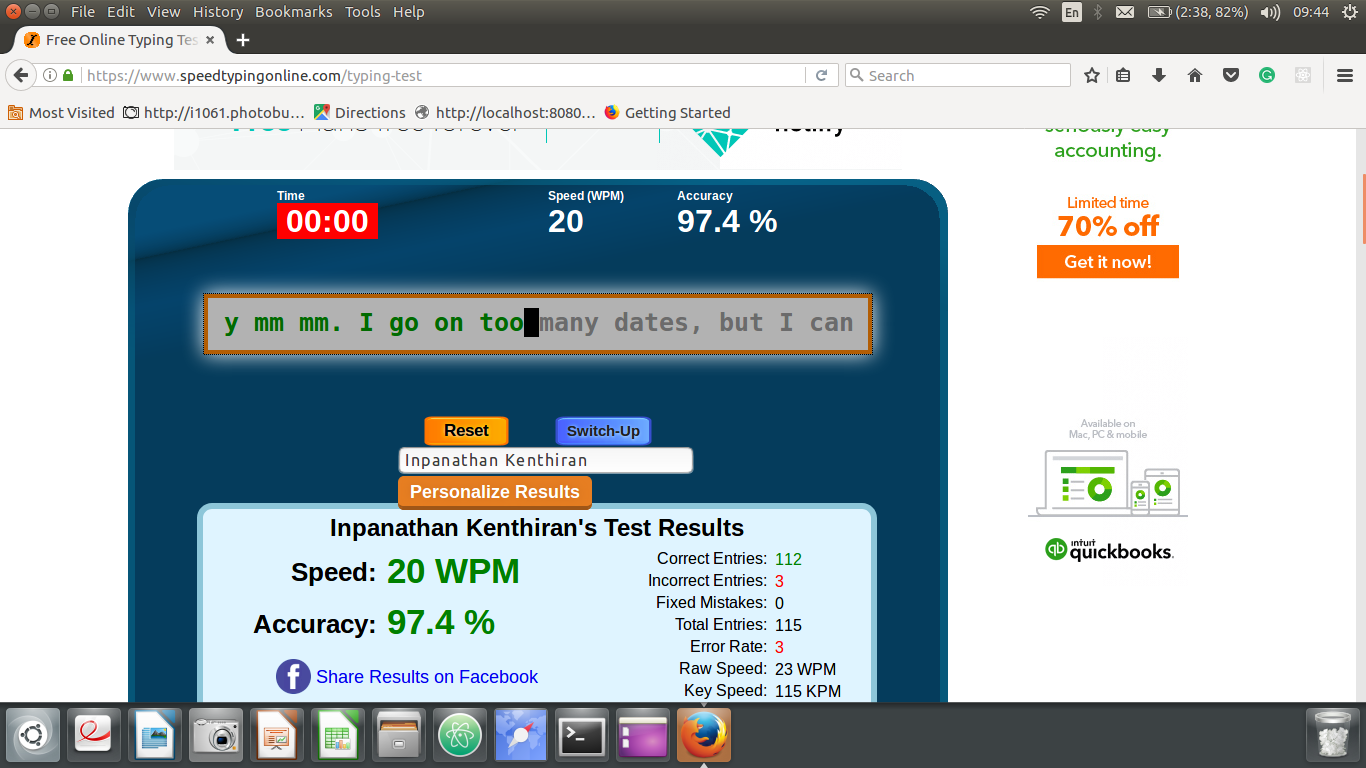 File Edit View History Bookmarks Tools Help
En (2:38, 82%) 09:44
Free Online Typing Tes
https://www.speedtypingonline.com/typing-test
Search
Most Visited http://i1061.photobu... Directions http://localhost:8080... Getting Started
seriously easy
accounting.
Limited time
70% off
Get it now!
Time Speed (WPM) Accuracy
00:00 20 97.4 %
y mm mm. I go on too many dates, but I can
Reset Switch-Up
Inpanathan Kenthiran
Personalize Results
Inpanathan Kenthiran's Test Results
Speed: 20 WPM
Accuracy: 97.4 %
Share Results on Facebook
Correct Entries: 112
Incorrect Entries: 3
Fixed Mistakes: 0
Total Entries: 115
Error Rate: 3
Raw Speed: 23 WPM
Key Speed: 115 KPM
Available on
Mac, PC & mobile
qb intuit
quickbooks.